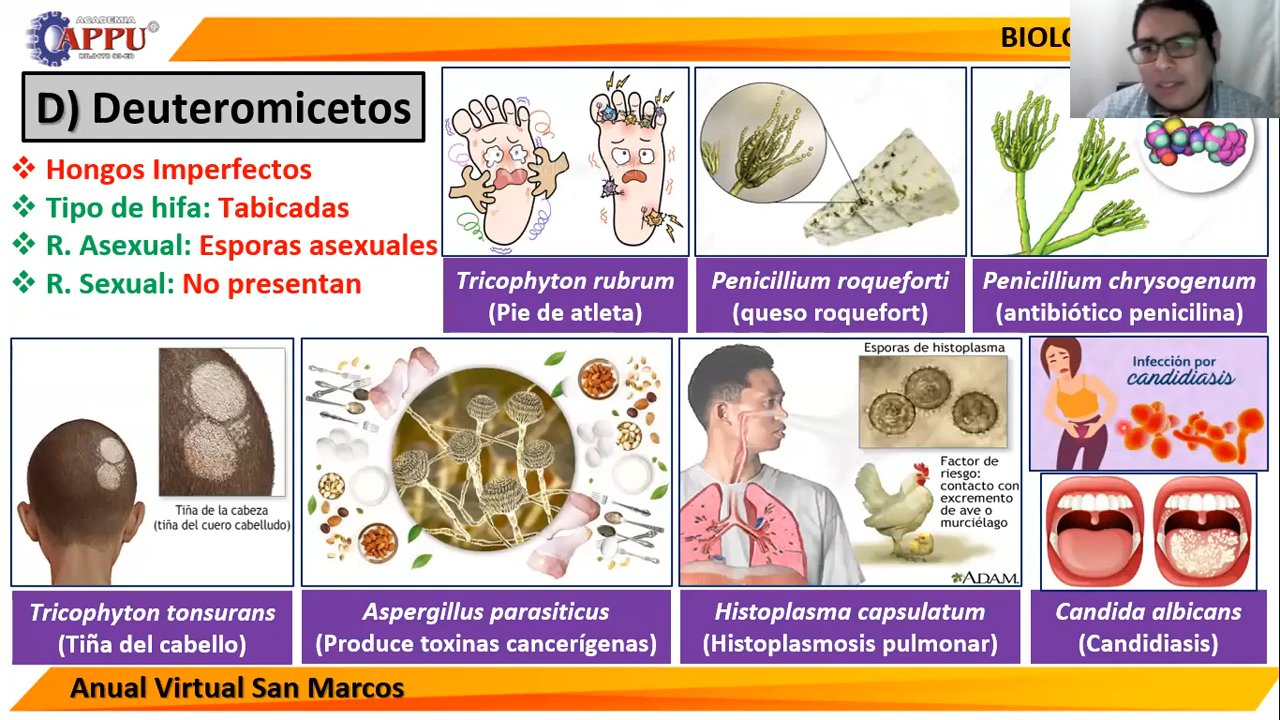 ACADEMIA
APPU
BIOLO
D) Deuteromicetos
❖ Hongos Imperfectos
❖ Tipo de hifa: Tabicadas
❖ R. Asexual: Esporas asexuales
❖ R. Sexual: No presentan
Tricophyton rubrum
(Pie de atleta)
Penicillium roqueforti
(queso roquefort)
Penicillium chrysogenum
(antibiótico penicilina)
Tiña de la cabeza
(tiña del cuero cabelludo)
Tricophyton tonsurans
(Tiña del cabello)
Aspergillus parasiticus
(Produce toxinas cancerígenas)
Esporas de histoplasma
Factor de
riesgo:
contacto con
excremento
de ave o
murciélago
A.D.A.M.
Histoplasma capsulatum
(Histoplasmosis pulmonar)
Infección por
candidiasis
Candida albicans
(Candidiasis)
Anual Virtual San Marcos